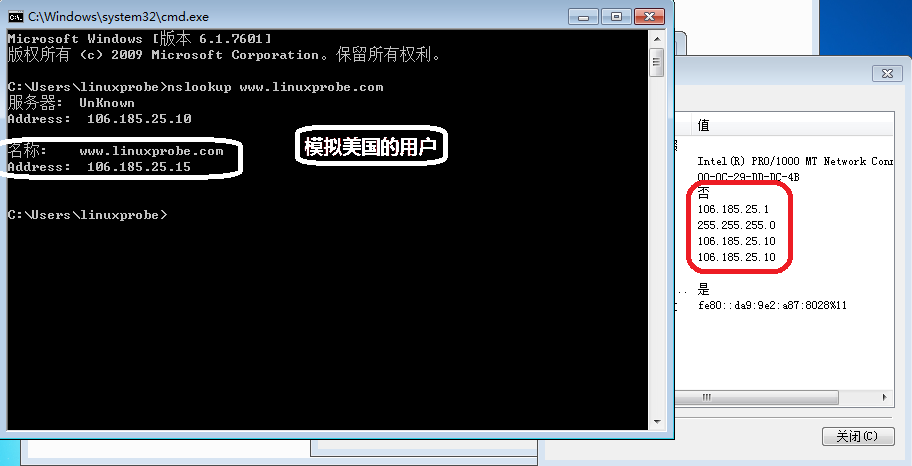 C:\Windows\system32\cmd.exe
Microsoft Windows [版本 6.1.7601]
版权所有 (c) 2009 Microsoft Corporation。保留所有权利。
C:\Users\linuxprobe>nslookup www.linuxprobe.com
服务器: UnKnown
Address: 106.185.25.10
名称: www.linuxprobe.com
Address: 106.185.25.15
C:\Users\linuxprobe>
模拟美国的用户
值
Intel(R) PRO/1000 MT Network Conn
00-0C-29-DD-DC-4B
否
106.185.25.1
255.255.255.0
106.185.25.10
106.185.25.10
是
fe80::da9:9e2:a87:8028%11
关闭(C)